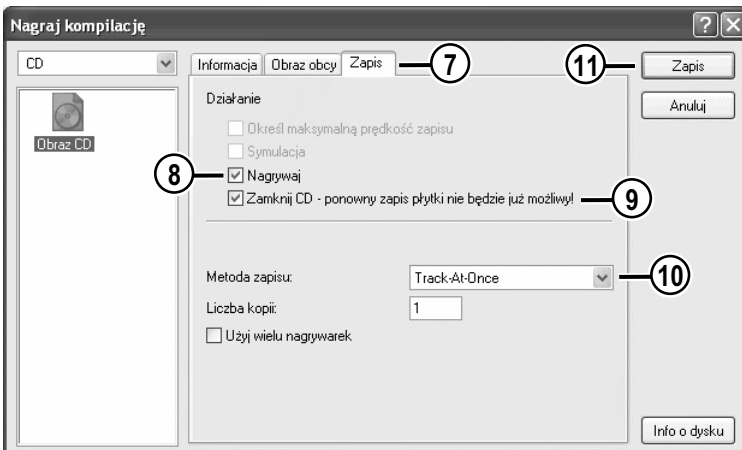 Nagraj kompilację
CD
Obraz CD
Informacja Obraz obcy Zapis 7
Działanie
Określ maksymalną prędkość zapisu
Symulacja
8 Nagrywaj
Zamknij CD - ponowny zapis płytki nie będzie już możliwy! 9
Metoda zapisu: Track-At-Once 10
Liczba kopii: 1
Użyj wielu nagrywarek
11 Zapis
Anuluj
Info o dysku